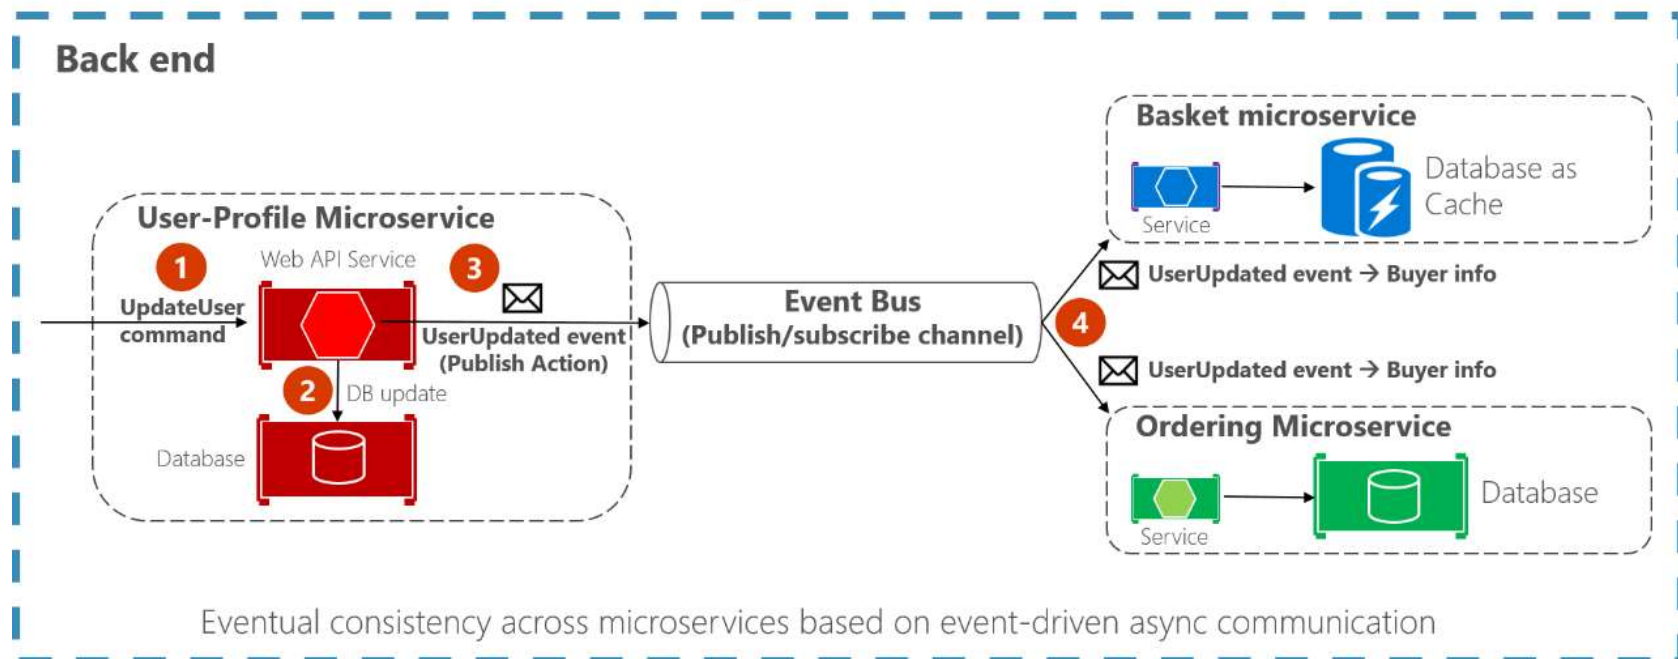 Back end
User-Profile Microservice
1
Web API Service
3
UpdateUser
command
UserUpdated event
(Publish Action)
2
DB update
Database
Event Bus
(Publish/subscribe channel)
4
Basket microservice
Service
Database as
Cache
UserUpdated event → Buyer info
UserUpdated event → Buyer info
Ordering Microservice
Service
Database
Eventual consistency across microservices based on event-driven async communication